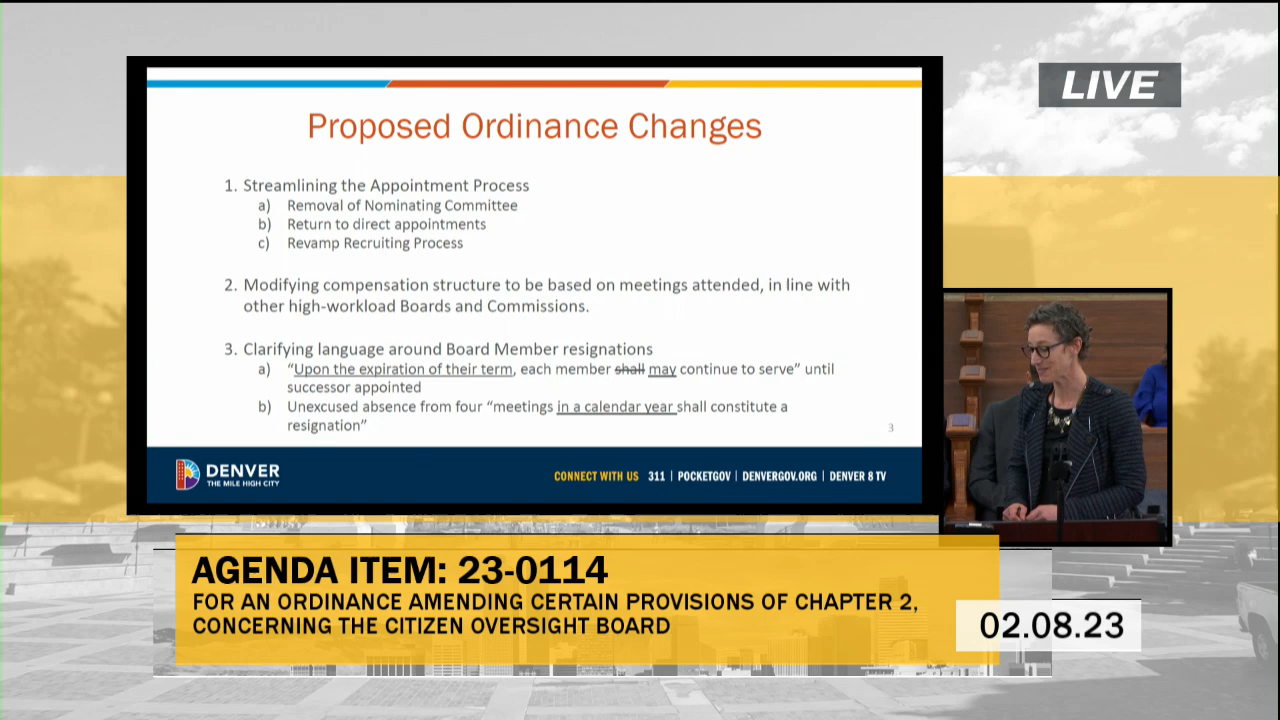 LIVE
Proposed Ordinance Changes
1. Streamlining the Appointment Process
a) Removal of Nominating Committee
b) Return to direct appointments
c) Revamp Recruiting Process
2. Modifying compensation structure to be based on meetings attended, in line with
other high-workload Boards and Commissions.
3. Clarifying language around Board Member resignations
a) “Upon the expiration of their term, each member shall may continue to serve” until
successor appointed
b) Unexcused absence from four “meetings in a calendar year shall constitute a
resignation”
3
DENVER
THE MILE HIGH CITY
CONNECT WITH US 311 | POCKETGOV | DENVERGOV.ORG | DENVER 8 TV
AGENDA ITEM: 23-0114
FOR AN ORDINANCE AMENDING CERTAIN PROVISIONS OF CHAPTER 2,
CONCERNING THE CITIZEN OVERSIGHT BOARD
02.08.23